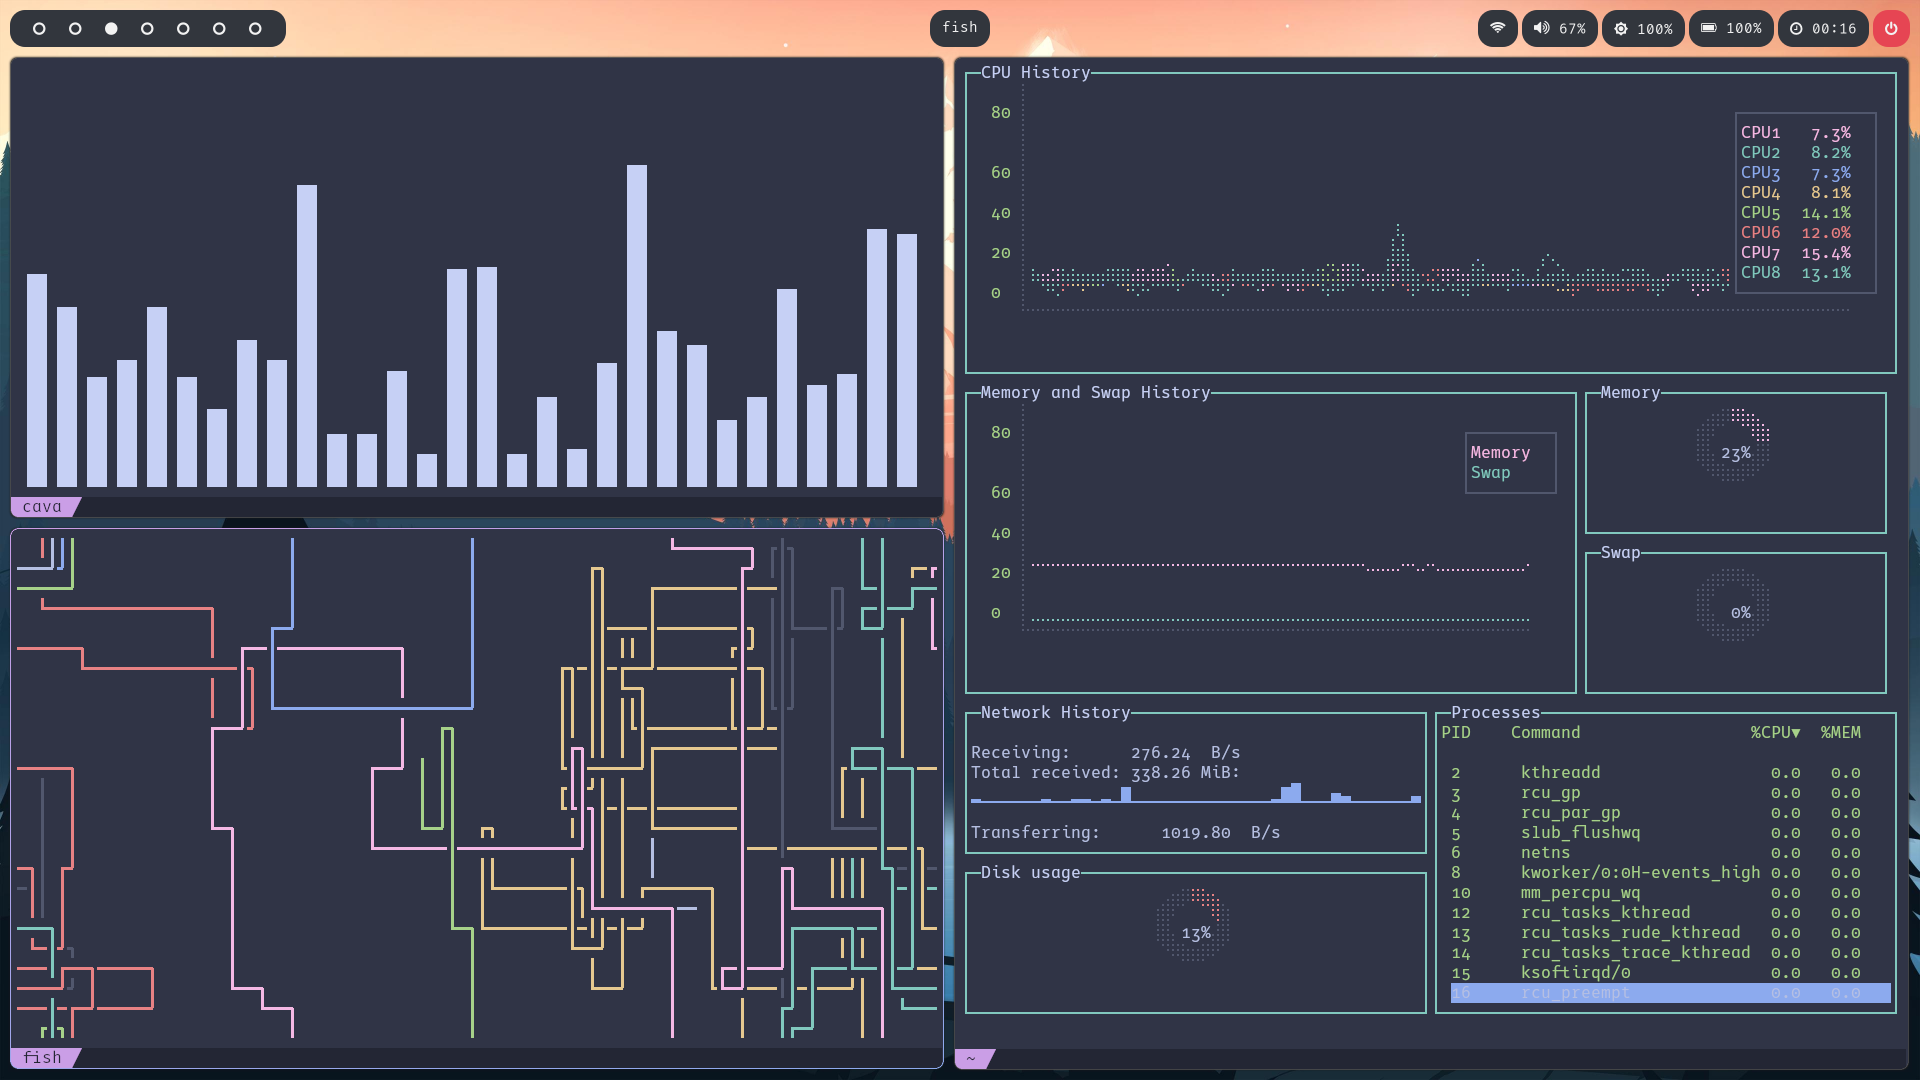 fish
67%
100%
100%
00:16
cava
fish
CPU History
80
60
40
20
0
CPU1 7.3%
CPU2 8.2%
CPU3 7.3%
CPU4 8.1%
CPU5 14.1%
CPU6 12.0%
CPU7 15.4%
CPU8 13.1%
Memory and Swap History
80
60
40
20
0
Memory
Swap
Memory
23%
Swap
0%
Network History
Receiving: 276.24 B/s
Total received: 338.26 MiB:
Transferring: 1019.80 B/s
Disk usage
13%
Processes
PID Command %CPU▼ %MEM
2 kthreadd 0.0 0.0
3 rcu_gp 0.0 0.0
4 rcu_par_gp 0.0 0.0
5 slub_flushwq 0.0 0.0
6 netns 0.0 0.0
8 kworker/0:0H-events_high 0.0 0.0
10 mm_percpu_wq 0.0 0.0
12 rcu_tasks_kthread 0.0 0.0
13 rcu_tasks_rude_kthread 0.0 0.0
14 rcu_tasks_trace_kthread 0.0 0.0
15 ksoftirqd/0 0.0 0.0
16 rcu_preempt 0.0 0.0
~